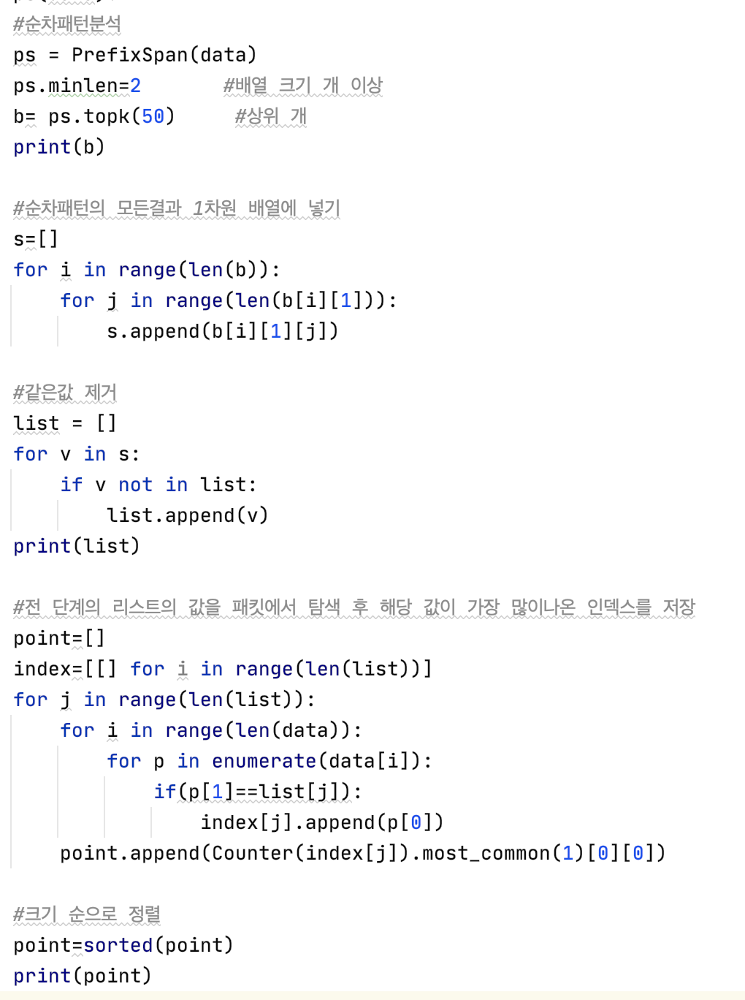 #순차패턴분석
ps = PrefixSpan(data)
ps.minlen=2       #배열 크기 개 이상
b= ps.topk(50)     #상위 개
print(b)

#순차패턴의 모든결과 1차원 배열에 넣기
s=[]
for i in range(len(b)):
    for j in range(len(b[i][1])):
        s.append(b[i][1][j])

#같은값 제거
list = []
for v in s:
    if v not in list:
        list.append(v)
print(list)

#전 단계의 리스트의 값을 패킷에서 탐색 후 해당 값이 가장 많이나온 인덱스를 저장
point=[]
index=[[] for i in range(len(list))]
for j in range(len(list)):
    for i in range(len(data)):
        for p in enumerate(data[i]):
            if(p[1]==list[j]):
                index[j].append(p[0])
    point.append(Counter(index[j]).most_common(1)[0][0])

#크기 순으로 정렬
point=sorted(point)
print(point)